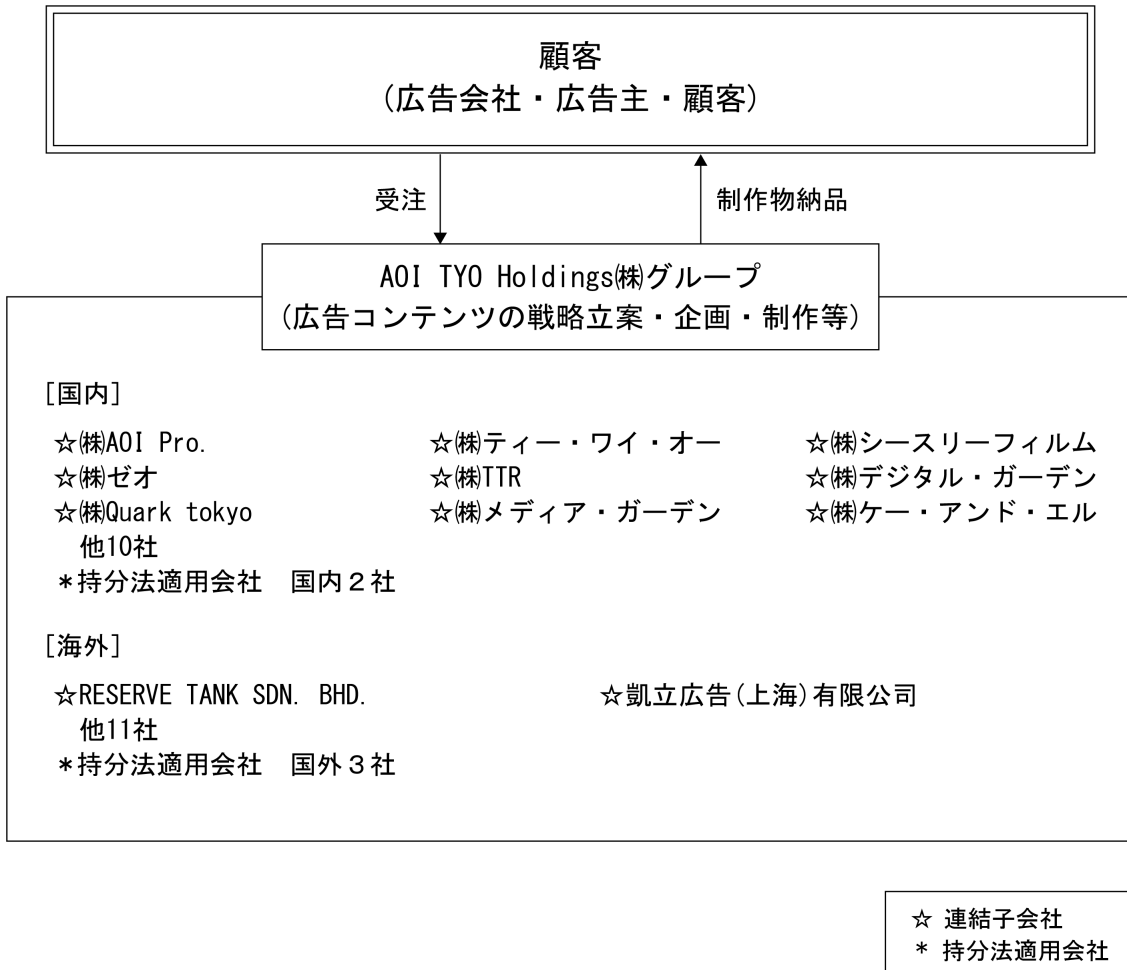 顧客
(広告会社・広告主・顧客)
受注
制作物納品
AOI TYO Holdings㈱グループ
(広告コンテンツの戦略立案・企画・制作等)
[国内]
☆㈱AOI Pro. ☆㈱ティー・ワイ・オー ☆㈱シースリーフィルム
☆㈱ゼオ ☆㈱TTR ☆㈱デジタル・ガーデン
☆㈱Quark tokyo ☆㈱メディア・ガーデン ☆㈱ケー・アンド・エル
他10社
*持分法適用会社　国内２社
[海外]
☆RESERVE TANK SDN. BHD. ☆凱立広告(上海)有限公司
他11社
*持分法適用会社　国外３社
☆ 連結子会社
* 持分法適用会社